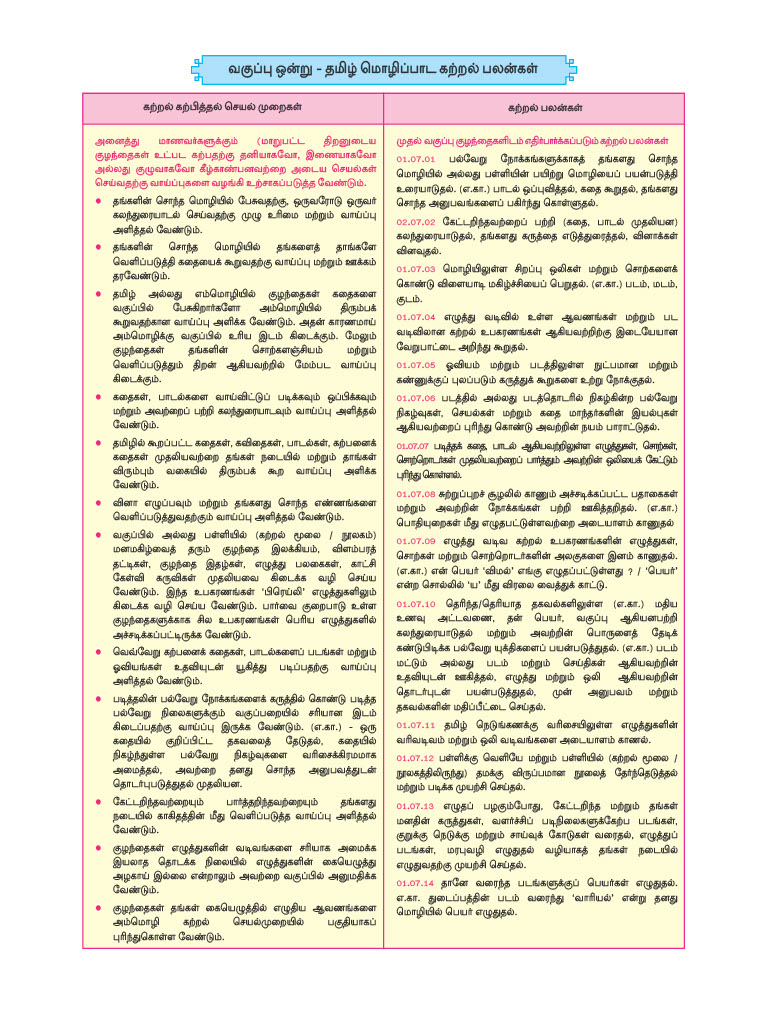 வகுப்பு ஒன்று - தமிழ் மொழிப்பாட கற்றல் பலன்கள்
கற்றல் கற்பித்தல் செயல் முறைகள்
அனைத்து மாணவர்களுக்கும் (மாறுபட்ட திறனுடைய
குழந்தைகள் உட்பட கற்பதற்கு தனியாகவோ, இணையாகவோ
அல்லது குழுவாகவோ கீழ்காண்பனவற்றை அடைய செயல்கள்
செய்வதற்கு வாய்ப்புகளை வழங்கி உற்சாகப்படுத்த வேண்டும்.
● தங்களின் சொந்த மொழியில் பேசுவதற்கு, ஒருவரோடு ஒருவர்
கலந்துரையாடல் செய்வதற்கு முழு உரிமை மற்றும் வாய்ப்பு
அளித்தல் வேண்டும்.
● தங்களின் சொந்த மொழியில் தங்களைத் தாங்களே
வெளிப்படுத்தி கதையைக் கூறுவதற்கு வாய்ப்பு மற்றும் ஊக்கம்
தரவேண்டும்.
● தமிழ் அல்லது எம்மொழியில் குழந்தைகள் கதைகளை
வகுப்பில் பேசுகிறார்களோ அம்மொழியில் திரும்பக்
கூறுவதற்கான வாய்ப்பு அளிக்க வேண்டும். அதன் காரணமாய்
அம்மொழிக்கு வகுப்பில் உரிய இடம் கிடைக்கும். மேலும்
குழந்தைகள் தங்களின் சொற்களஞ்சியம் மற்றும்
வெளிப்படுத்தும் திறன் ஆகியவற்றில் மேம்பட வாய்ப்பு
கிடைக்கும்.
● கதைகள், பாடல்களை வாய்விட்டுப் படிக்கவும் ஒப்பிக்கவும்
மற்றும் அவற்றைப் பற்றி கலந்துரையாடவும் வாய்ப்பு அளித்தல்
வேண்டும்.
● தமிழில் கூறப்பட்ட கதைகள், கவிதைகள், பாடல்கள், கற்பனைக்
கதைகள் முதலியவற்றை தங்கள் நடையில் மற்றும் தாங்கள்
விரும்பும் வகையில் திரும்பக் கூற வாய்ப்பு அளிக்க
வேண்டும்.
● வினா எழுப்பவும் மற்றும் தங்களது சொந்த எண்ணங்களை
வெளிப்படுத்துவதற்கும் வாய்ப்பு அளித்தல் வேண்டும்.
● வகுப்பில் அல்லது பள்ளியில் (கற்றல் மூலை / நூலகம்)
மனமகிழ்வைத் தரும் குழந்தை இலக்கியம், விளம்பரத்
தட்டிகள், குழந்தை இதழ்கள், எழுத்து பலகைகள், காட்சி
கேள்வி கருவிகள் முதலியவை கிடைக்க வழி செய்ய
வேண்டும். இந்த உபகரணங்கள் ‘பிரெய்லி’ எழுத்துகளிலும்
கிடைக்க வழி செய்ய வேண்டும். பார்வை குறைபாடு உள்ள
குழந்தைகளுக்காக சில உபகரணங்கள் பெரிய எழுத்துகளில்
அச்சடிக்கப்பட்டிருக்க வேண்டும்.
● வெவ்வேறு கற்பனைக் கதைகள், பாடல்களைப் படங்கள் மற்றும்
ஓவியங்கள் உதவியுடன் யூகித்து படிப்பதற்கு வாய்ப்பு
அளித்தல் வேண்டும்.
● படித்தலின் பல்வேறு நோக்கங்களைக் கருத்தில் கொண்டு படித்த
பல்வேறு நிலைகளுக்கும் வகுப்பறையில் சரியான இடம்
கிடைப்பதற்கு வாய்ப்பு இருக்க வேண்டும். (எ.கா.) - ஒரு
கதையில் குறிப்பிட்ட தகவலைத் தேடுதல், கதையில்
நிகழ்ந்துள்ள பல்வேறு நிகழ்வுகளை வரிசைக்கிரமமாக
அமைத்தல், அவற்றை தனது சொந்த அனுபவத்துடன்
தொடர்புபடுத்துதல் முதலியன.
● கேட்டறிந்தவற்றையும் பார்த்தறிந்தவற்றையும் தங்களது
நடையில் காகிதத்தின் மீது வெளிப்படுத்த வாய்ப்பு அளித்தல்
வேண்டும்.
● குழந்தைகள் எழுத்துகளின் வடிவங்களை சரியாக அமைக்க
இயலாத தொடக்க நிலையில் எழுத்துகளின் கையெழுத்து
அழகாய் இல்லை என்றாலும் அவற்றை வகுப்பில் அனுமதிக்க
வேண்டும்.
● குழந்தைகள் தங்கள் கையெழுத்தில் எழுதிய ஆவணங்களை
அம்மொழி கற்றல் செயல்முறையில் பகுதியாகப்
புரிந்துகொள்ள வேண்டும்.
கற்றல் பலன்கள்
முதல் வகுப்பு குழந்தைகளிடம் எதிர்பார்க்கப்படும் கற்றல் பலன்கள்
01.07.01 பல்வேறு நோக்கங்களுக்காகத் தங்களது சொந்த
மொழியில் அல்லது பள்ளியின் பயிற்று மொழியைப் பயன்படுத்தி
உரையாடுதல். (எ.கா.) பாடல் ஒப்புவித்தல், கதை கூறுதல், தங்களது
சொந்த அனுபவங்களைப் பகிர்ந்து கொள்ளுதல்.
02.07.02 கேட்டறிந்தவற்றைப் பற்றி (கதை, பாடல் முதலியன)
கலந்துரையாடுதல், தங்களது கருத்தை எடுத்துரைத்தல், வினாக்கள்
வினவுதல்.
01.07.03 மொழியிலுள்ள சிறப்பு ஒலிகள் மற்றும் சொற்களைக்
கொண்டு விளையாடி மகிழ்ச்சியைப் பெறுதல். (எ.கா.) படம், மடம்,
குடம்.
01.07.04 எழுத்து வடிவில் உள்ள ஆவணங்கள் மற்றும் பட
வடிவிலான கற்றல் உபகரணங்கள் ஆகியவற்றிற்கு இடையேயான
வேறுபாட்டை அறிந்து கூறுதல்.
01.07.05 ஓவியம் மற்றும் படத்திலுள்ள நுட்பமான மற்றும்
கண்ணுக்குப் புலப்படும் கருத்துக் கூறுகளை உற்று நோக்குதல்.
01.07.06 படத்தில் அல்லது படத்தொடரில் நிகழ்கின்ற பல்வேறு
நிகழ்வுகள், செயல்கள் மற்றும் கதை மாந்தர்களின் இயல்புகள்
ஆகியவற்றைப் புரிந்து கொண்டு அவற்றின் நயம் பாராட்டுதல்.
01.07.07 படித்தக் கதை, பாடல் ஆகியவற்றிலுள்ள எழுத்துகள், சொற்கள்,
சொற்றொடர்கள் முதலியவற்றைப் பார்த்தும் அவற்றின் ஒலியைக் கேட்டும்
புரிந்து கொள்ளல்.
01.07.08 சுற்றுப்புறச் சூழலில் காணும் அச்சடிக்கப்பட்ட பதாகைகள்
மற்றும் அவற்றின் நோக்கங்கள் பற்றி ஊகித்தறிதல். (எ.கா.)
பொதியுறைகள் மீது எழுதபட்டுள்ளவற்றை அடையாளம் காணுதல்
01.07.09 எழுத்து வடிவ கற்றல் உபகரணங்களின் எழுத்துகள்,
சொற்கள் மற்றும் சொற்றொடர்களின் அலகுகளை இனம் காணுதல்.
(எ.கா.) என் பெயர் ‘விமல்’ எங்கு எழுதப்பட்டுள்ளது ? / ‘பெயர்’
என்ற சொல்லில் ‘ய’ மீது விரலை வைத்துக் காட்டு.
01.07.10 தெரிந்த/தெரியாத தகவல்களிலுள்ள (எ.கா.) மதிய
உணவு அட்டவணை, தன் பெயர், வகுப்பு ஆகியனபற்றி
கலந்துரையாடுதல் மற்றும் அவற்றின் பொருளைத் தேடிக்
கண்டுபிடிக்க பல்வேறு யுக்திகளைப் பயன்படுத்துதல். (எ.கா.) படம்
மட்டும் அல்லது படம் மற்றும் செய்திகள் ஆகியவற்றின்
உதவியுடன் ஊகித்தல், எழுத்து மற்றும் ஒலி ஆகியவற்றின்
தொடர்புடன் பயன்படுத்துதல், முன் அனுபவம் மற்றும்
தகவல்களின் மதிப்பீட்டை செய்தல்.
01.07.11 தமிழ் நெடுங்கணக்கு வரிசையிலுள்ள எழுத்துகளின்
வரிவடிவம் மற்றும் ஒலி வடிவங்களை அடையாளம் காணல்.
01.07.12 பள்ளிக்கு வெளியே மற்றும் பள்ளியில் (கற்றல் மூலை /
நூலகத்திலிருந்து) தமக்கு விருப்பமான நூலைத் தேர்ந்தெடுத்தல்
மற்றும் படிக்க முயற்சி செய்தல்.
01.07.13 எழுதப் பழகும்போது, கேட்டறிந்த மற்றும் தங்கள்
மனதின் கருத்துகள், வளர்ச்சிப் படிநிலைகளுக்கேற்ப படங்கள்,
குறுக்கு நெடுக்கு மற்றும் சாய்வுக் கோடுகள் வரைதல், எழுத்துப்
படங்கள், மரபுவழி எழுதுதல் வழியாகத் தங்கள் நடையில்
எழுதுவதற்கு முயற்சி செய்தல்.
01.07.14 தானே வரைந்த படங்களுக்குப் பெயர்கள் எழுதுதல்.
எ.கா. துடைப்பத்தின் படம் வரைந்து ‘வாரியல்’ என்று தனது
மொழியில் பெயர் எழுதுதல்.